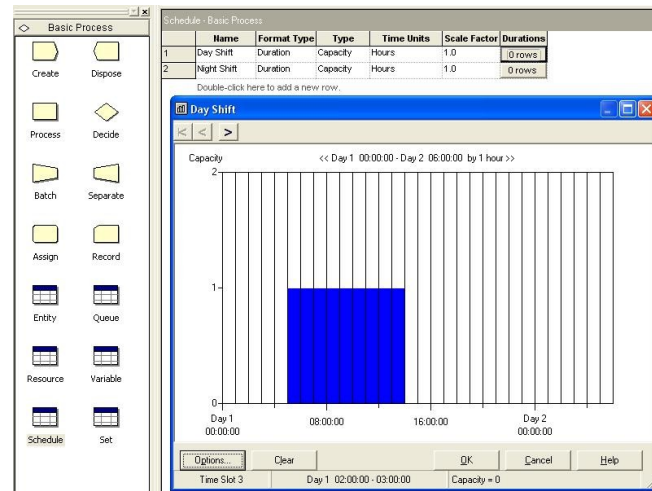 Basic Process
Create Dispose
Process Decide
Batch Separate
Assign Record
Entity Queue
Resource Variable
Schedule Set
Schedule - Basic Process
Name Format Type Type Time Units Scale Factor Durations
1 Day Shift Duration Capacity Hours 1.0 0 rows
2 Night Shift Duration Capacity Hours 1.0 0 rows
Double-click here to add a new row.
Day Shift
Capacity << Day 1 00:00:00 - Day 2 06:00:00 by 1 hour >>
2
1
0
Day 1 08:00:00 16:00:00 Day 2
00:00:00 00:00:00
Options... Clear OK Cancel Help
Time Slot 3 Day 1 02:00:00 - 03:00:00 Capacity = 0